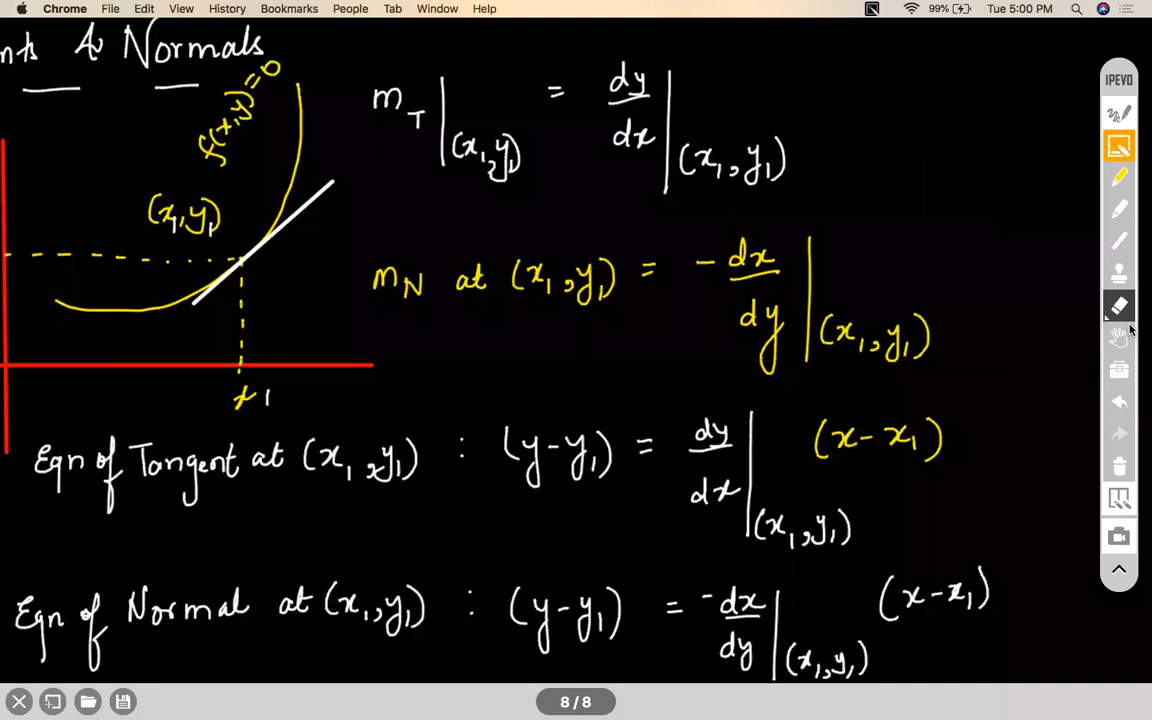 Chrome File Edit View History Bookmarks People Tab Window Help 99% Tue 5:00 PM
nts & Normals
IPEVO
f(x,y)=0
m_T |_(x₁,y₁) = dy/dx |_(x₁,y₁)
(x₁,y₁)
m_N at (x₁,y₁) = -dx/dy |_(x₁,y₁)
x₁
Eqn of Tangent at (x₁,y₁) : (y-y₁) = dy/dx |_(x₁,y₁) (x-x₁)
Eqn of Normal at (x₁,y₁) : (y-y₁) = -dx/dy |_(x₁,y₁) (x-x₁)
8 / 8